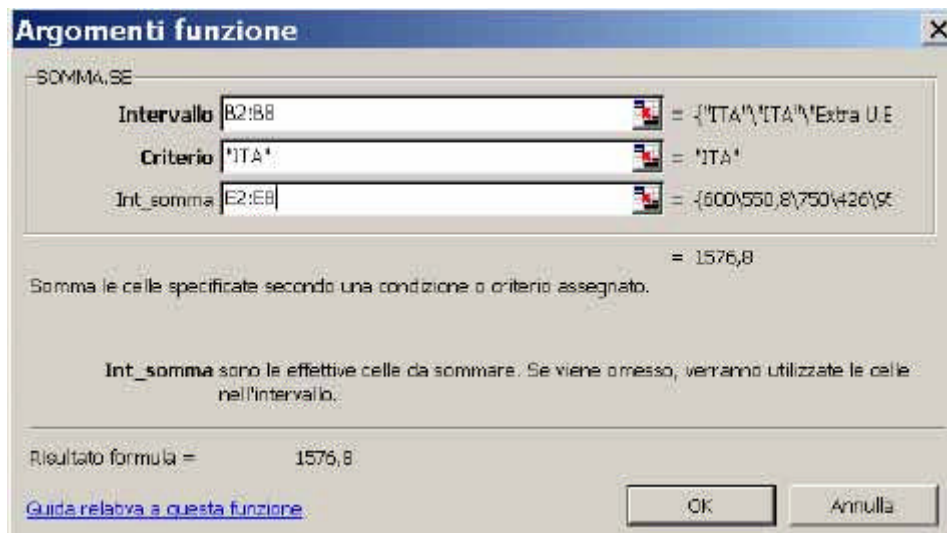 Argomenti funzione
SOMMA.SE
Intervallo B2:B8 = {"ITA"\"ITA"\"Extra U.E
Criterio "ITA" = "ITA"
Int_somma E2:E8 = {600\550,8\750\426\95
= 1576,8
Somma le celle specificate secondo una condizione o criterio assegnato.
Int_somma sono le effettive celle da sommare. Se viene omesso, verranno utilizzate le celle
nell'intervallo.
Risultato formula = 1576,8
Guida relativa a questa funzione
OK
Annulla